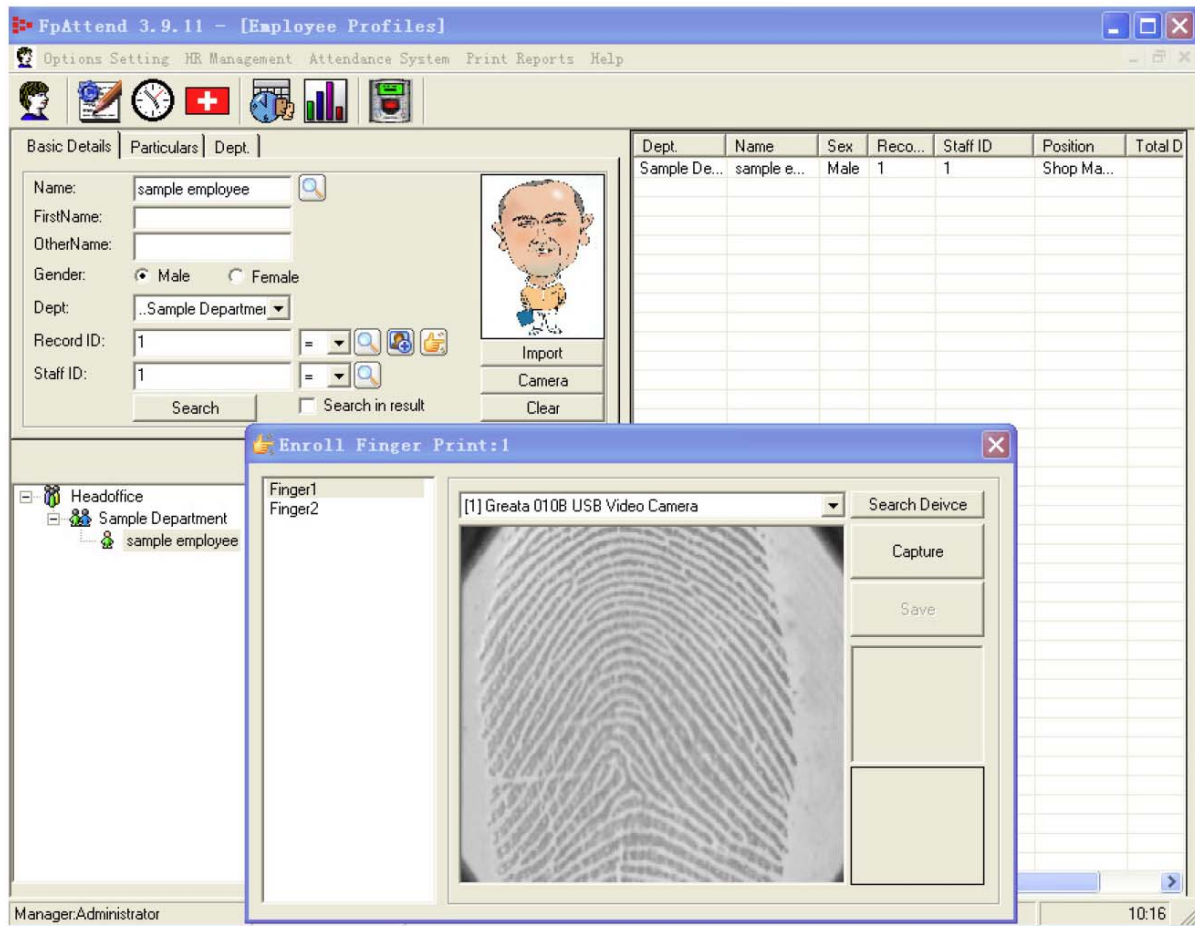 FpAttend 3.9.11 - [Employee Profiles]
Options Setting HR Management Attendance System Print Reports Help
Basic Details Particulars Dept.
Name: sample employee
FirstName:
OtherName:
Gender: Male Female
Dept: ..Sample Departmei
Record ID: 1 =
Staff ID: 1 =
Search Search in result
Import
Camera
Clear
Dept. Name Sex Reco... Staff ID Position Total D
Sample De... sample e... Male 1 1 Shop Ma...
Headoffice
Sample Department
sample employee
Enroll Finger Print:1
Finger1
Finger2
[1] Greata 010B USB Video Camera
Search Deivce
Capture
Save
Manager:Administrator
10:16